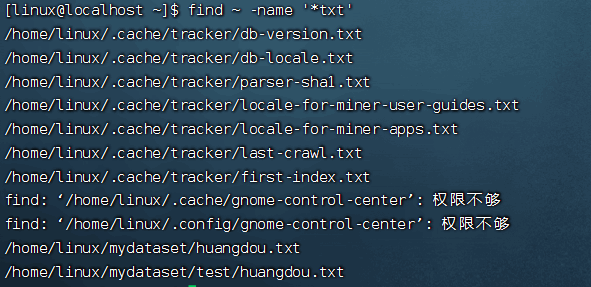 [linux@localhost ~]$ find ~ -name '*txt'
/home/linux/.cache/tracker/db-version.txt
/home/linux/.cache/tracker/db-locale.txt
/home/linux/.cache/tracker/parser-sha1.txt
/home/linux/.cache/tracker/locale-for-miner-user-guides.txt
/home/linux/.cache/tracker/locale-for-miner-apps.txt
/home/linux/.cache/tracker/last-crawl.txt
/home/linux/.cache/tracker/first-index.txt
find: ‘/home/linux/.cache/gnome-control-center’: 权限不够
find: ‘/home/linux/.config/gnome-control-center’: 权限不够
/home/linux/mydataset/huangdou.txt
/home/linux/mydataset/test/huangdou.txt